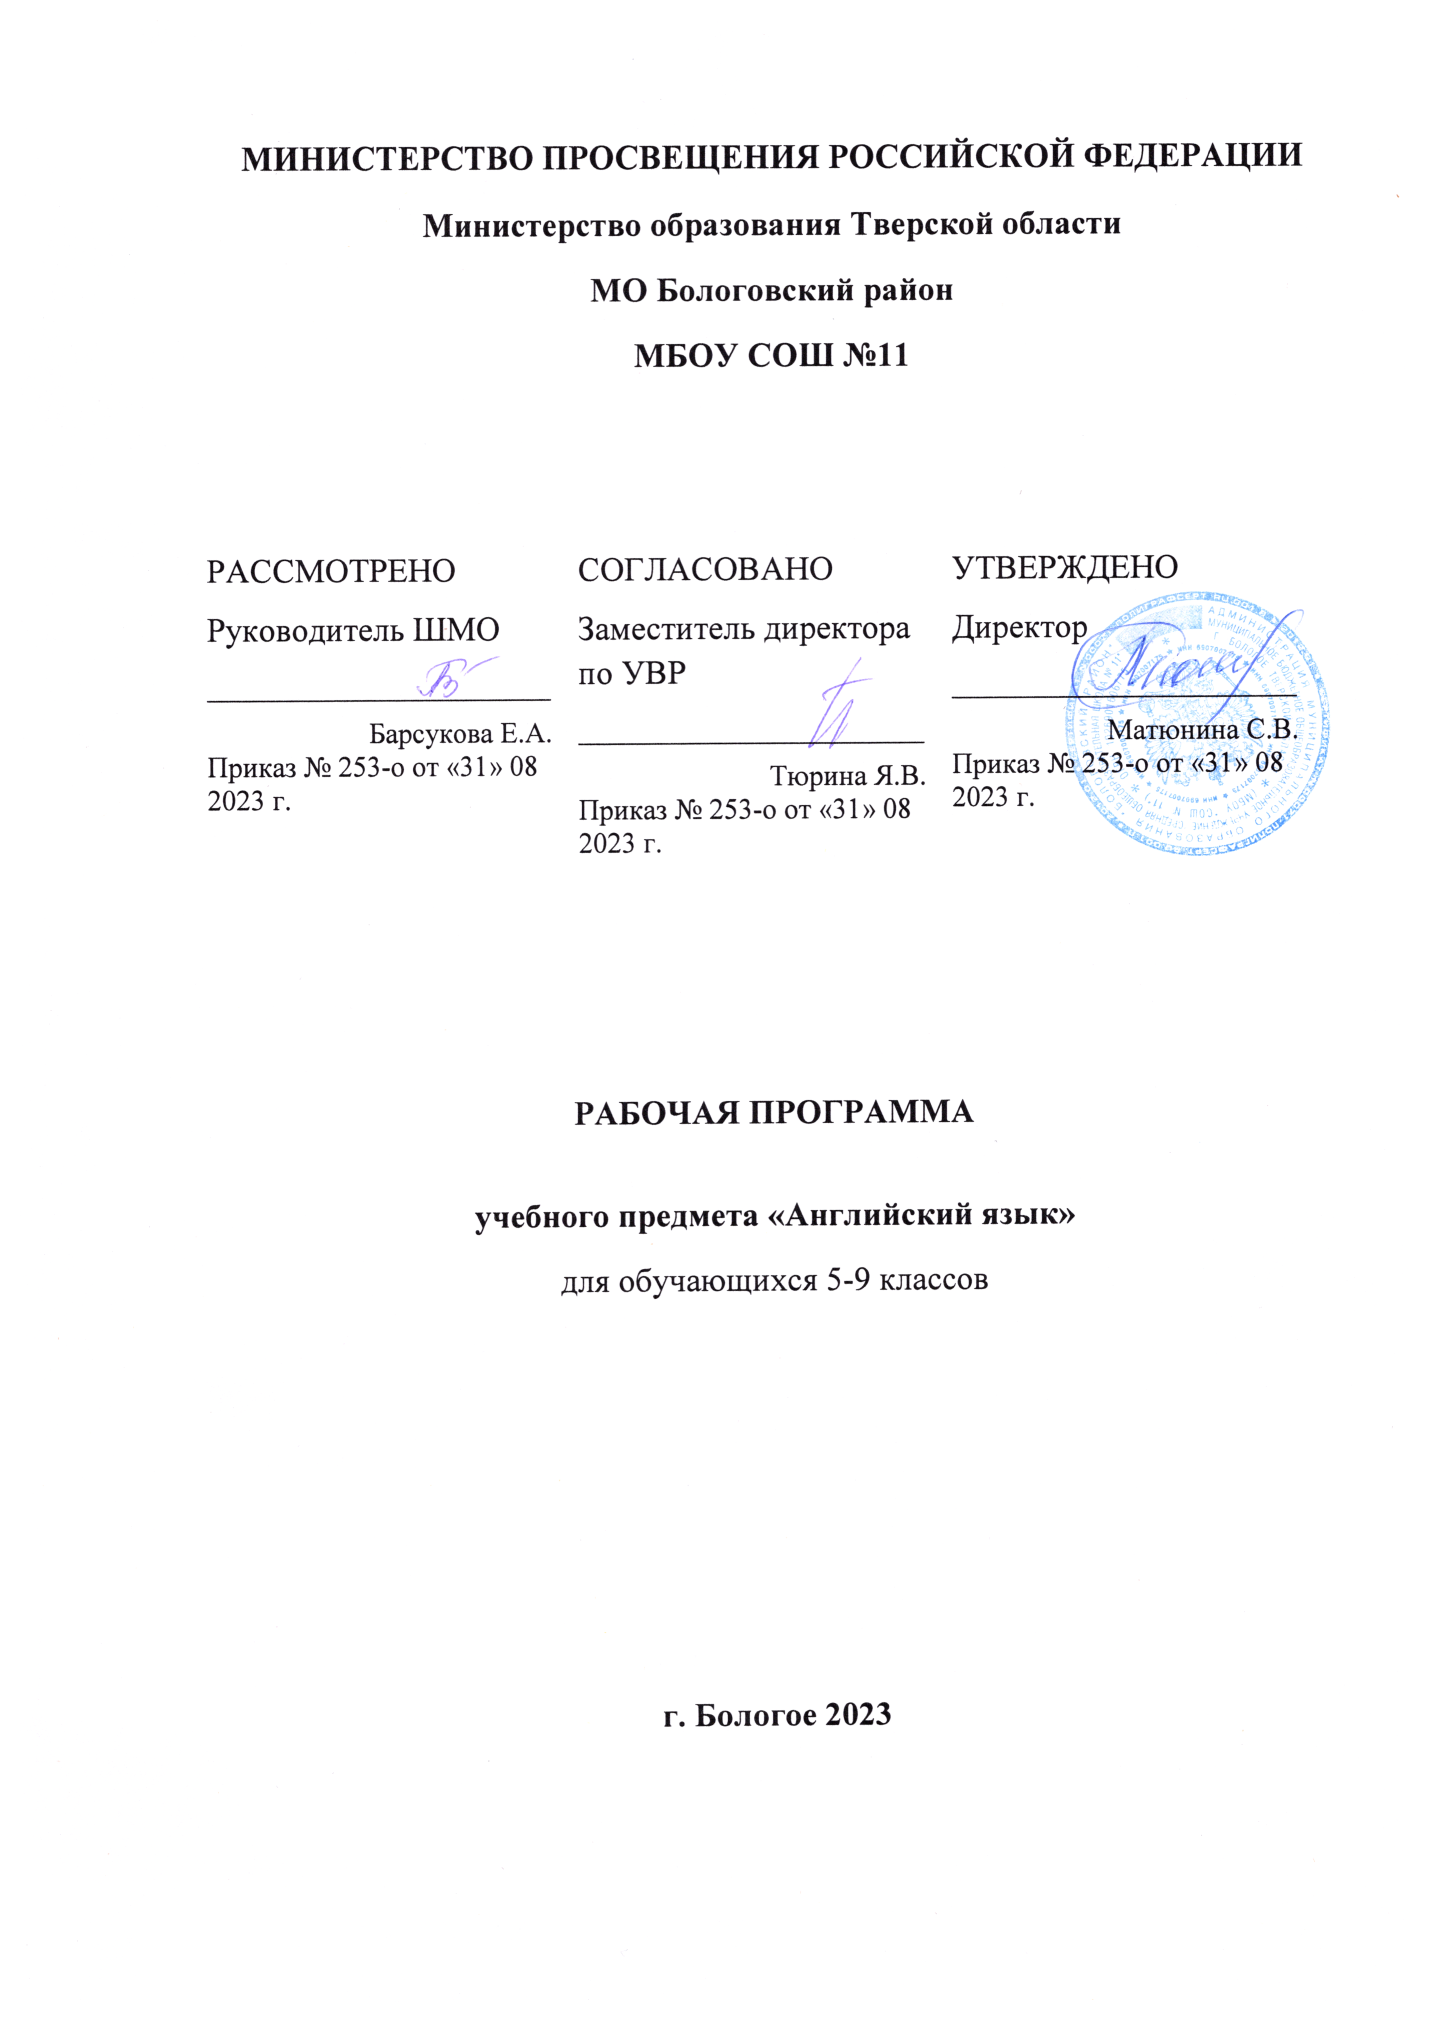 МИНИСТЕРСТВО ПРОСВЕЩЕНИЯ РОССИЙСКОЙ ФЕДЕРАЦИИ
Министерство образования Тверской области
МО Бологовский район
МБОУ СОШ №11
РАССМОТРЕНО
Руководитель ШМО
Барсукова Е.А.
Приказ № 253-о от «31» 08
2023 г.
СОГЛАСОВАНО
Заместитель директора
по УВР
Тюрина Я.В.
Приказ № 253-о от «31» 08
2023 г.
УТВЕРЖДЕНО
Директор
Матюнина С.В.
Приказ № 253-о от «31» 08
2023 г.
РАБОЧАЯ ПРОГРАММА
учебного предмета «Английский язык»
для обучающихся 5-9 классов
г. Бологое 2023